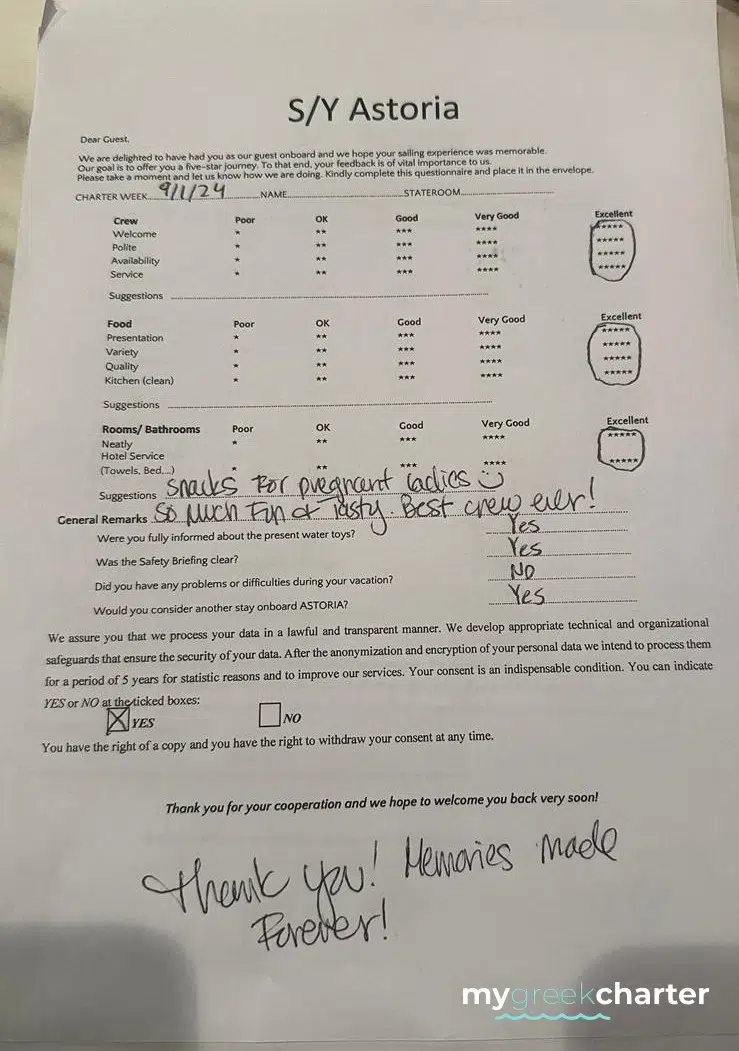 S/Y Astoria
Dear Guest,
We are delighted to have had you as our guest onboard and we hope your sailing experience was memorable.
Our goal is to offer you a five-star journey. To that end, your feedback is of vital importance to us.
Please take a moment and let us know how we are doing. Kindly complete this questionnaire and place it in the envelope.
CHARTER WEEK 9/1/24 NAME STATEROOM
Crew Poor OK Good Very Good Excellent
Welcome * ** *** **** *****
Polite * ** *** **** *****
Availability * ** *** **** *****
Service * ** *** **** *****
Suggestions
Food Poor OK Good Very Good Excellent
Presentation * ** *** **** *****
Variety * ** *** **** *****
Quality * ** *** **** *****
Kitchen (clean) * ** *** **** *****
Suggestions
Rooms/ Bathrooms Poor OK Good Very Good Excellent
Neatly * ** *** **** *****
Hotel Service
(Towels, Bed,...) * ** *** **** *****
Suggestions Snacks For pregnant ladies
General Remarks So Much Fun & Tasty. Best crew ever!
Were you fully informed about the present water toys? Yes
Was the Safety Briefing clear? Yes
Did you have any problems or difficulties during your vacation? No
Would you consider another stay onboard ASTORIA? Yes
We assure you that we process your data in a lawful and transparent manner. We develop appropriate technical and organizational
safeguards that ensure the security of your data. After the anonymization and encryption of your personal data we intend to process them
for a period of 5 years for statistic reasons and to improve our services. Your consent is an indispensable condition. You can indicate
YES or NO at the ticked boxes:
YES NO
You have the right of a copy and you have the right to withdraw your consent at any time.
Thank you for your cooperation and we hope to welcome you back very soon!
Thank you! Memories made
Forever!
mygreekcharter